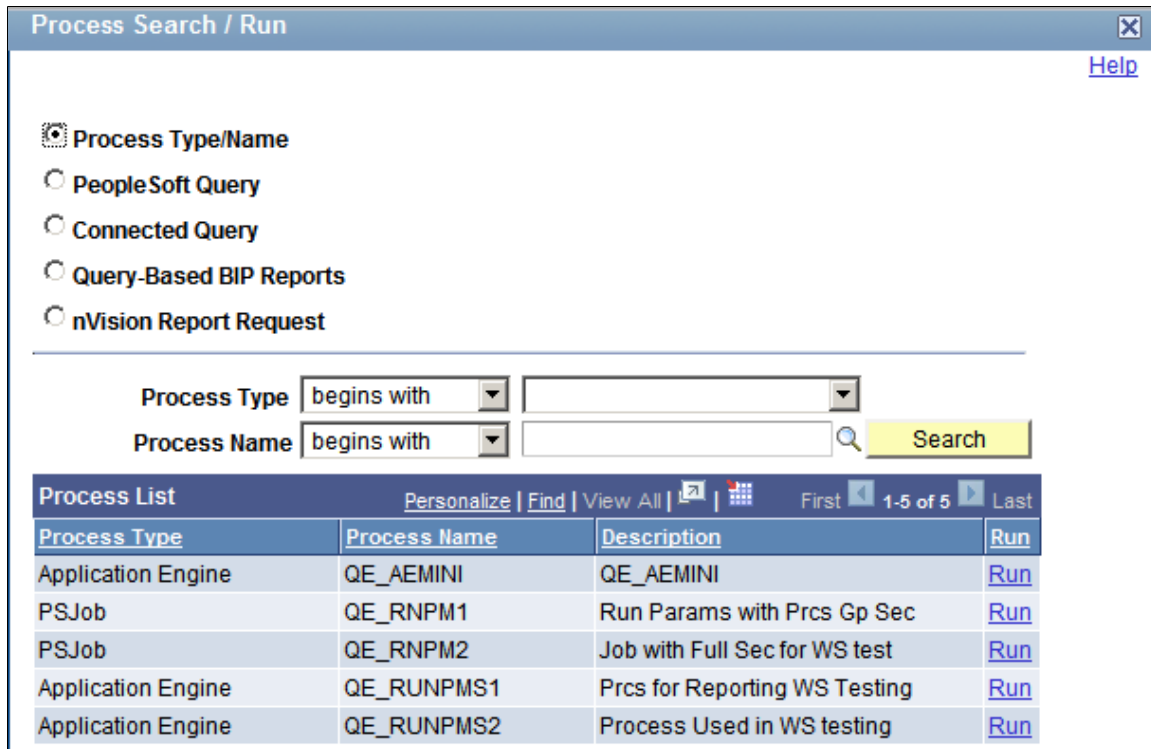 Process Search / Run
Help
Process Type/Name
PeopleSoft Query
Connected Query
Query-Based BIP Reports
nVision Report Request
Process Type begins with
Process Name begins with Search
Process List Personalize | Find | View All | | First 1-5 of 5 Last
Process Type Process Name Description Run
Application Engine QE_AEMINI QE_AEMINI Run
PSJob QE_RNPM1 Run Params with Prcs Gp Sec Run
PSJob QE_RNPM2 Job with Full Sec for WS test Run
Application Engine QE_RUNPMS1 Prcs for Reporting WS Testing Run
Application Engine QE_RUNPMS2 Process Used in WS testing Run